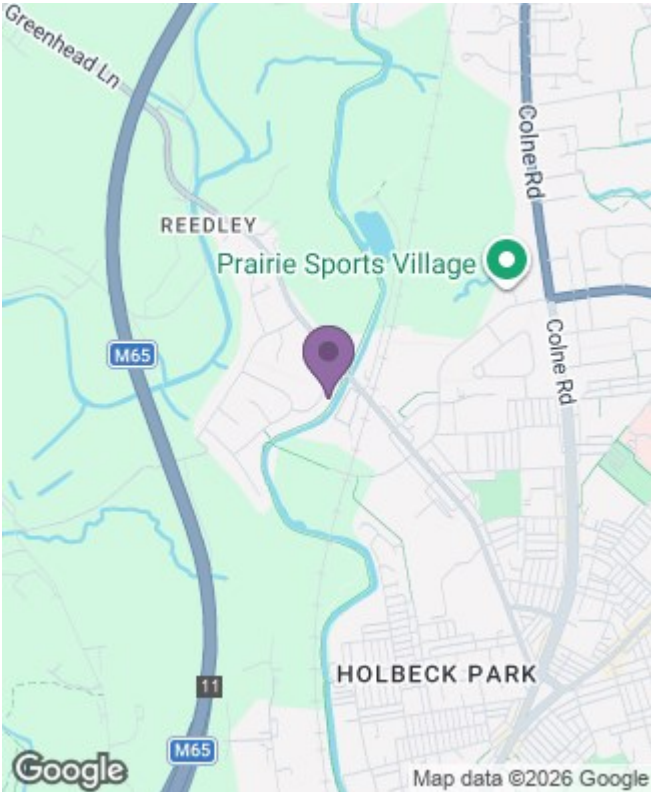 Greenhead Ln
Colne Rd
REEDLEY
Prairie Sports Village
M65
Colne Rd
HOLBECK PARK
11
M65
Google
Map data ©2026 Google